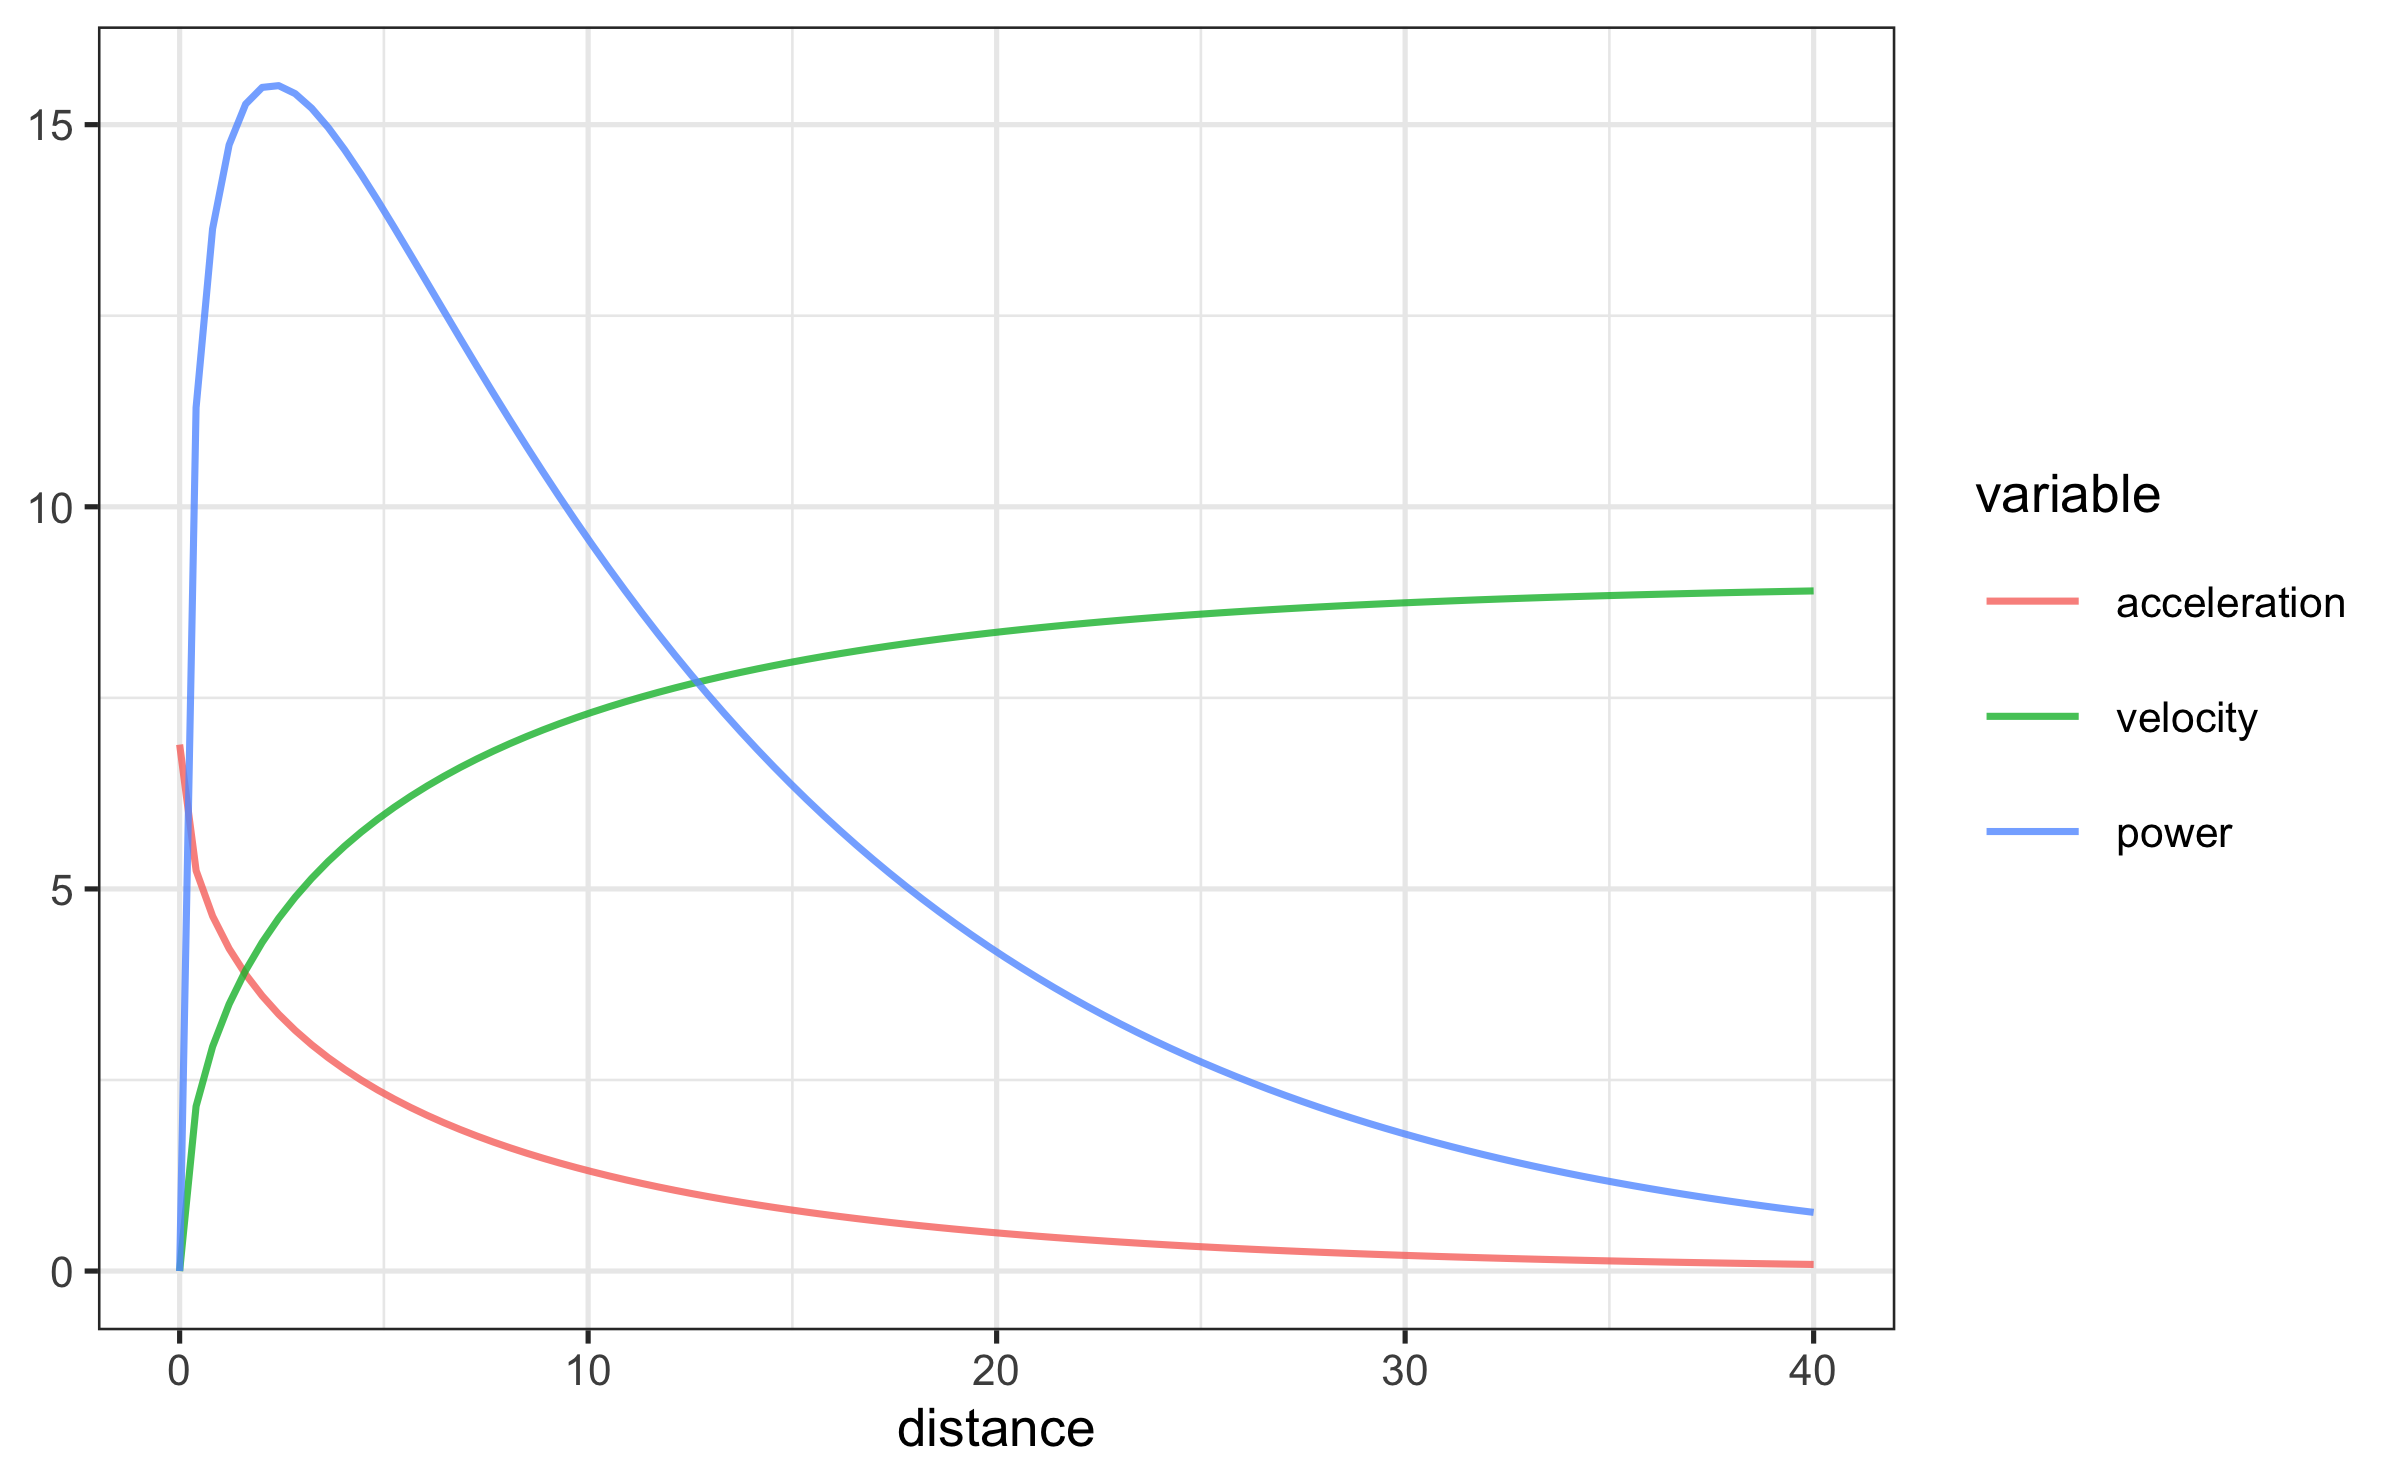 15
10
5
0
0 10 20 30 40
distance
variable
acceleration
velocity
power